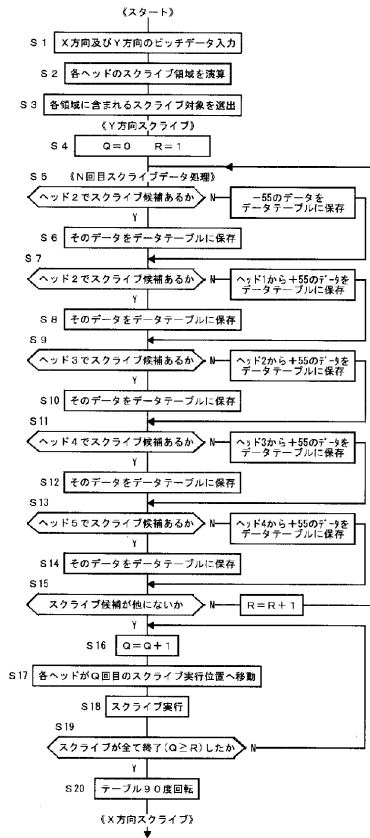 《スタート》
S1 X方向及びY方向のピッチデータ入力
S2 各ヘッドのスクライブ領域を演算
S3 各領域に含まれるスクライブ対象を選出
《Y方向スクライブ》
S4 Q=0 R=1
S5 《N回目スクライブデータ処理》
ヘッド2でスクライブ候補あるか N −55のデータを
データテーブルに保存
Y
S6 そのデータをデータテーブルに保存
S7
ヘッド2でスクライブ候補あるか N ヘッド1から+55のデータを
データテーブルに保存
Y
S8 そのデータをデータテーブルに保存
S9
ヘッド3でスクライブ候補あるか N ヘッド2から+55のデータを
データテーブルに保存
Y
S10 そのデータをデータテーブルに保存
S11
ヘッド4でスクライブ候補あるか N ヘッド3から+55のデータを
データテーブルに保存
Y
S12 そのデータをデータテーブルに保存
S13
ヘッド5でスクライブ候補あるか N ヘッド4から+55のデータを
データテーブルに保存
Y
S14 そのデータをデータテーブルに保存
S15
スクライブ候補が他にないか N R=R+1
Y
S16 Q=Q+1
S17 各ヘッドがQ回目のスクライブ実行位置へ移動
S18 スクライブ実行
S19
スクライブが全て終了(Q≧R)したか N
Y
S20 テーブル90度回転
《X方向スクライブ》